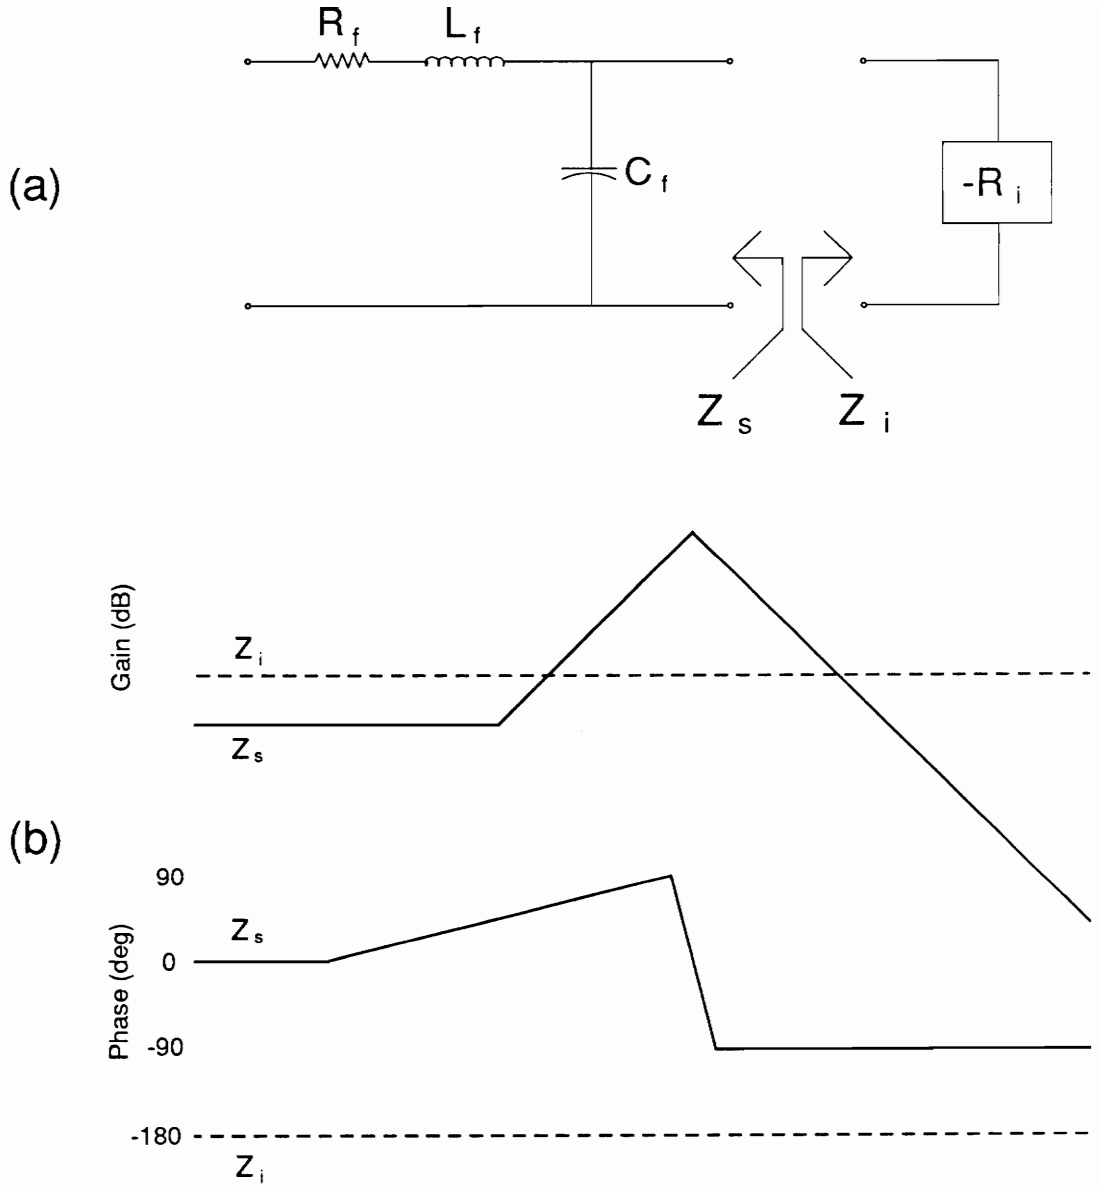 R f L f
(a)
C f
-R i
Z s Z i
Gain (dB)
Z i
Z s
(b)
Phase (deg)
90
Z s
0
-90
-180
Z i